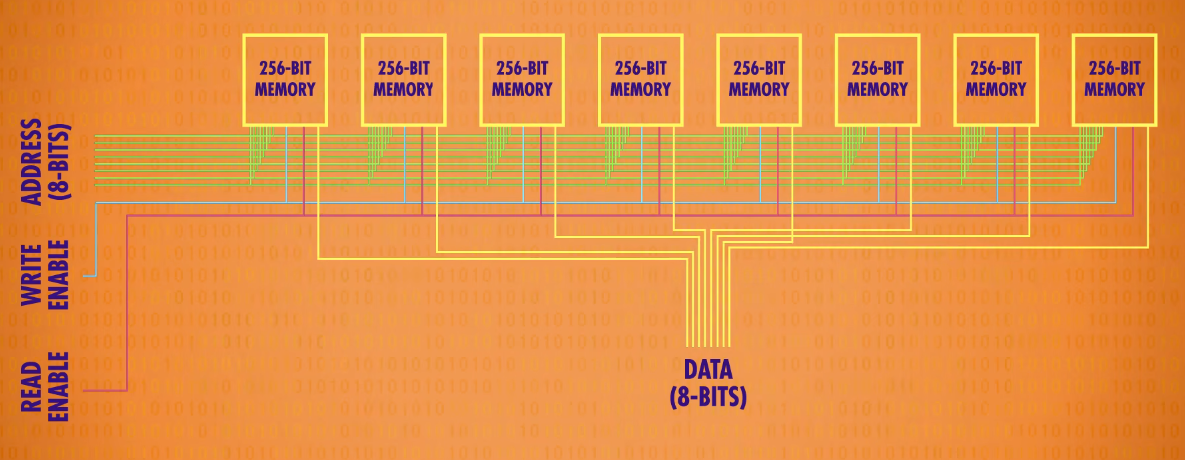 256-BIT
MEMORY
256-BIT
MEMORY
256-BIT
MEMORY
256-BIT
MEMORY
256-BIT
MEMORY
256-BIT
MEMORY
256-BIT
MEMORY
256-BIT
MEMORY
ADDRESS
(8-BITS)
WRITE
ENABLE
READ
ENABLE
DATA
(8-BITS)